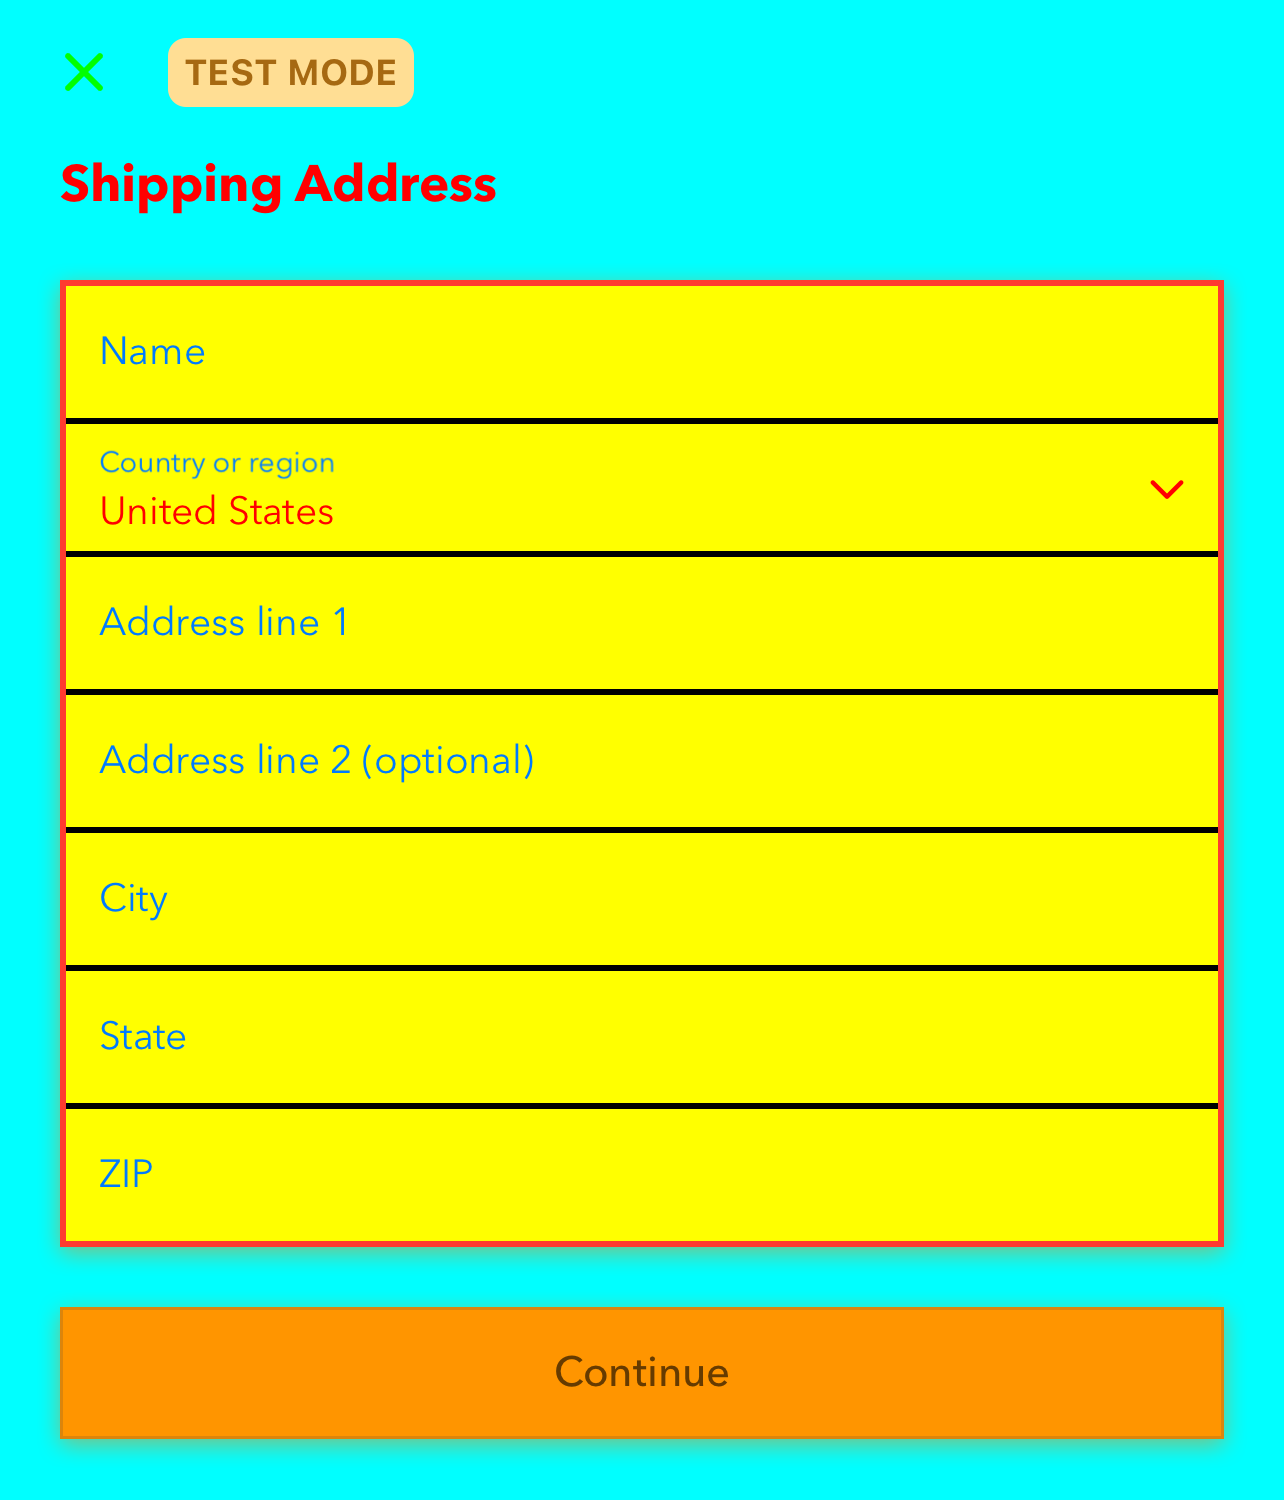 TEST MODE
Shipping Address
Name
Country or region
United States
Address line 1
Address line 2 (optional)
City
State
ZIP
Continue